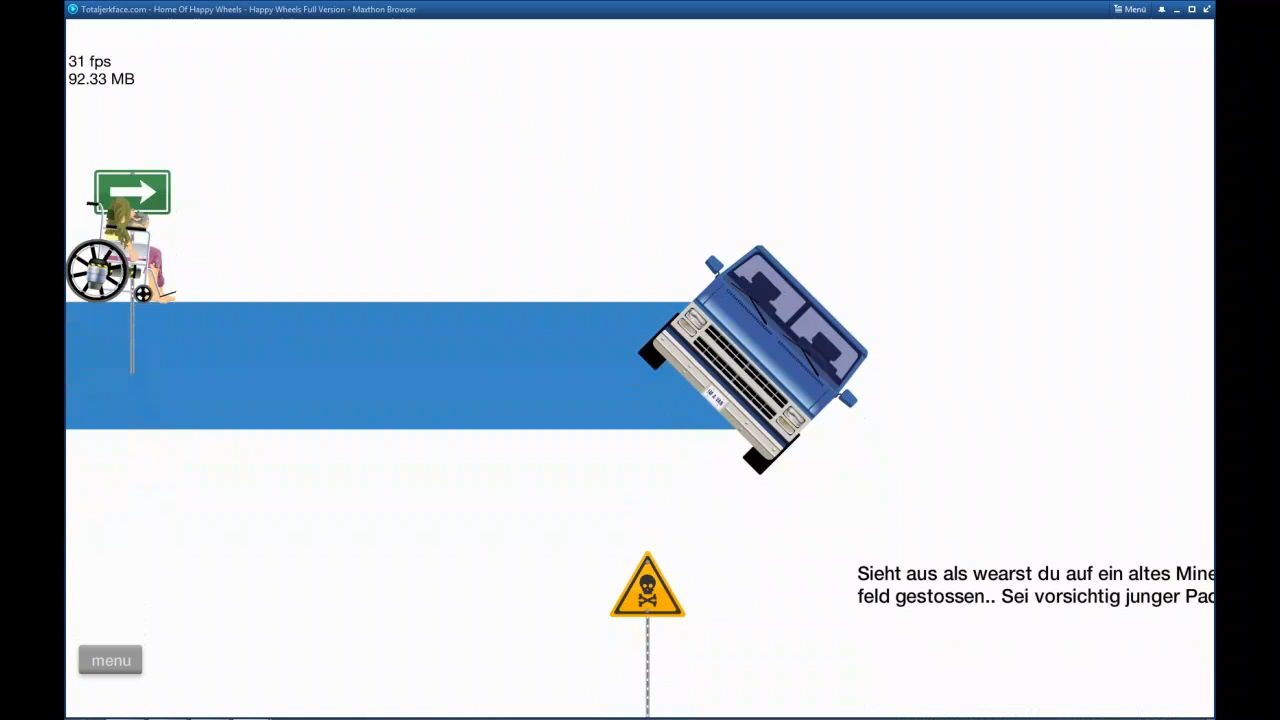 Totaljerkface.com - Home Of Happy Wheels - Happy Wheels Full Version - Maxthon Browser
Menü
31 fps
92.33 MB
Sieht aus als wearst du auf ein altes Mine
feld gestossen.. Sei vorsichtig junger Pac
menu